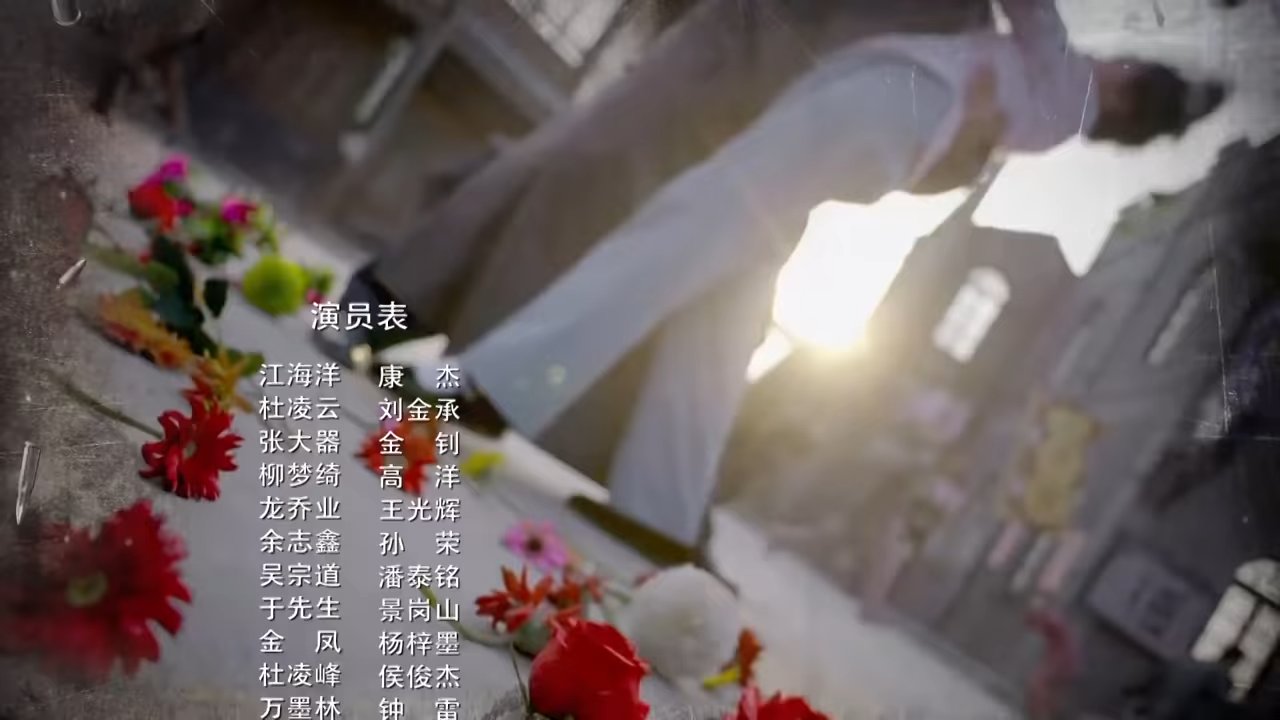 演员表
江海洋 康 杰
杜凌云 刘金承
张大器 金 钊
柳梦绮 高 洋
龙乔业 王光辉
余志鑫 孙 荣
吴宗道 潘泰铭
于先生 景岗山
金 凤 杨梓墨
杜凌峰 侯俊杰
万墨林 钟 雷